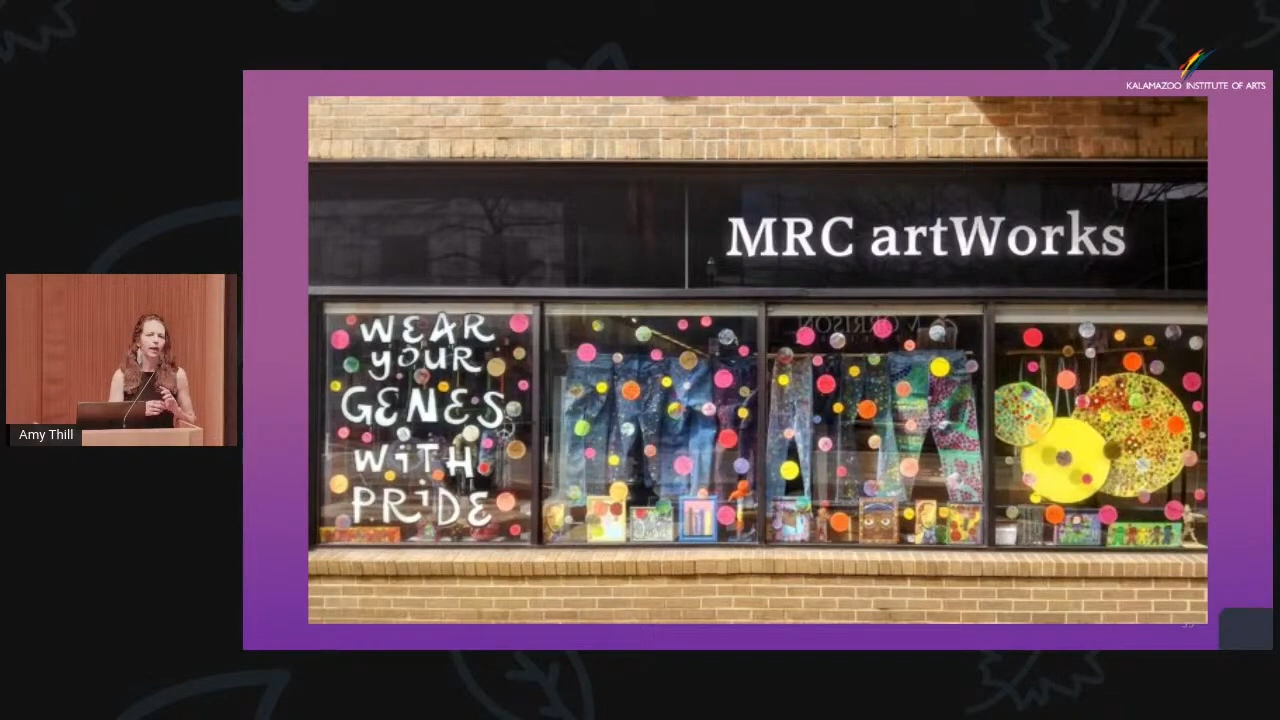 KALAMAZOO INSTITUTE OF ARTS
MRC artWorks
WEAR
YOUR
GENES
WiTH
PRiDE
Amy Thill